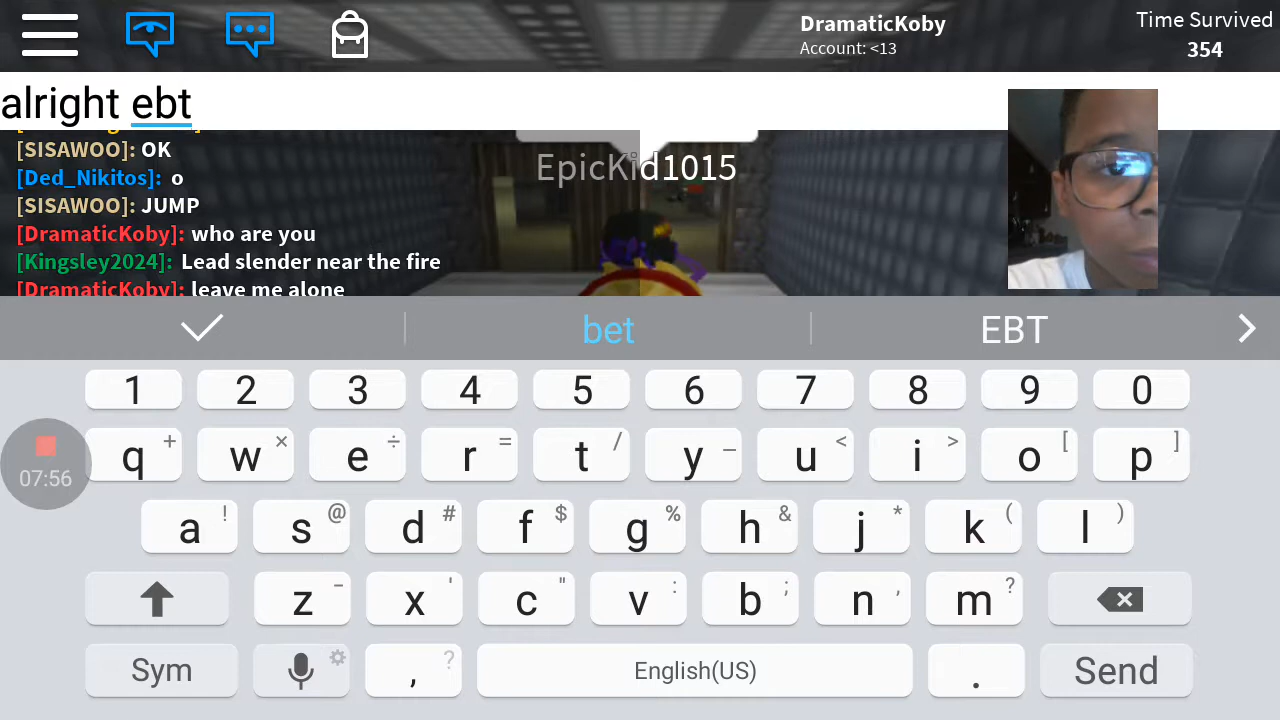 DramaticKoby
Account: <13
Time Survived
354
alright ebt
[SISAWOO]: OK
[Ded_Nikitos]: o
[SISAWOO]: JUMP
[DramaticKoby]: who are you
[Kingsley2024]: Lead slender near the fire
[DramaticKoby]: leave me alone
EpicKid1015
bet EBT
1 2 3 4 5 6 7 8 9 0
q + w × e ÷ r = t / y _ u < i > o [ p ]
07:56
a ! s @ d # f $ g % h & j * k ( l )
z - x ' c " v : b ; n , m ?
Sym , ? English(US) . Send